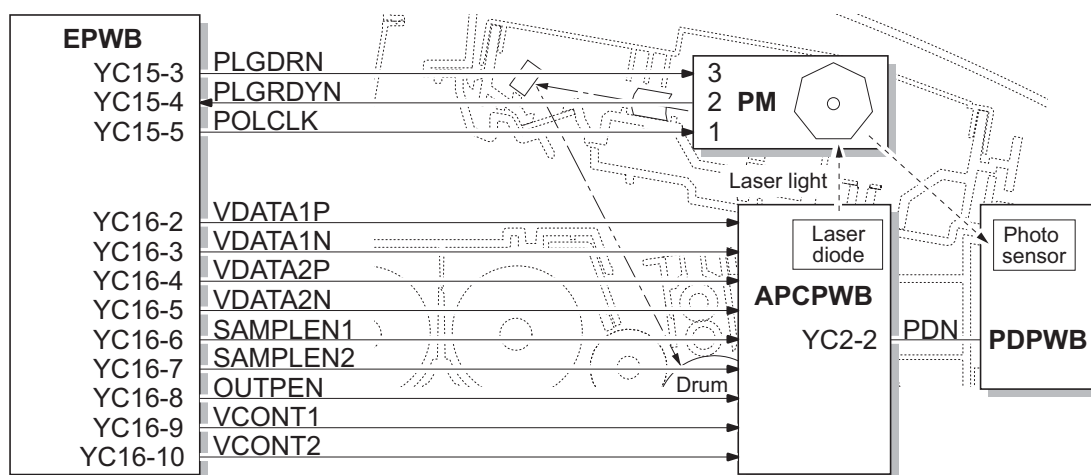 EPWB
YC15-3 PLGDRN 3
YC15-4 PLGRDYN 2 PM
YC15-5 POLCLK 1
Laser light
YC16-2 VDATA1P
YC16-3 VDATA1N
YC16-4 VDATA2P
YC16-5 VDATA2N
YC16-6 SAMPLEN1
YC16-7 SAMPLEN2
YC16-8 OUTPEN
YC16-9 VCONT1
YC16-10 VCONT2
Drum
Laser
diode
APCPWB
YC2-2 PDN
Photo
sensor
PDPWB